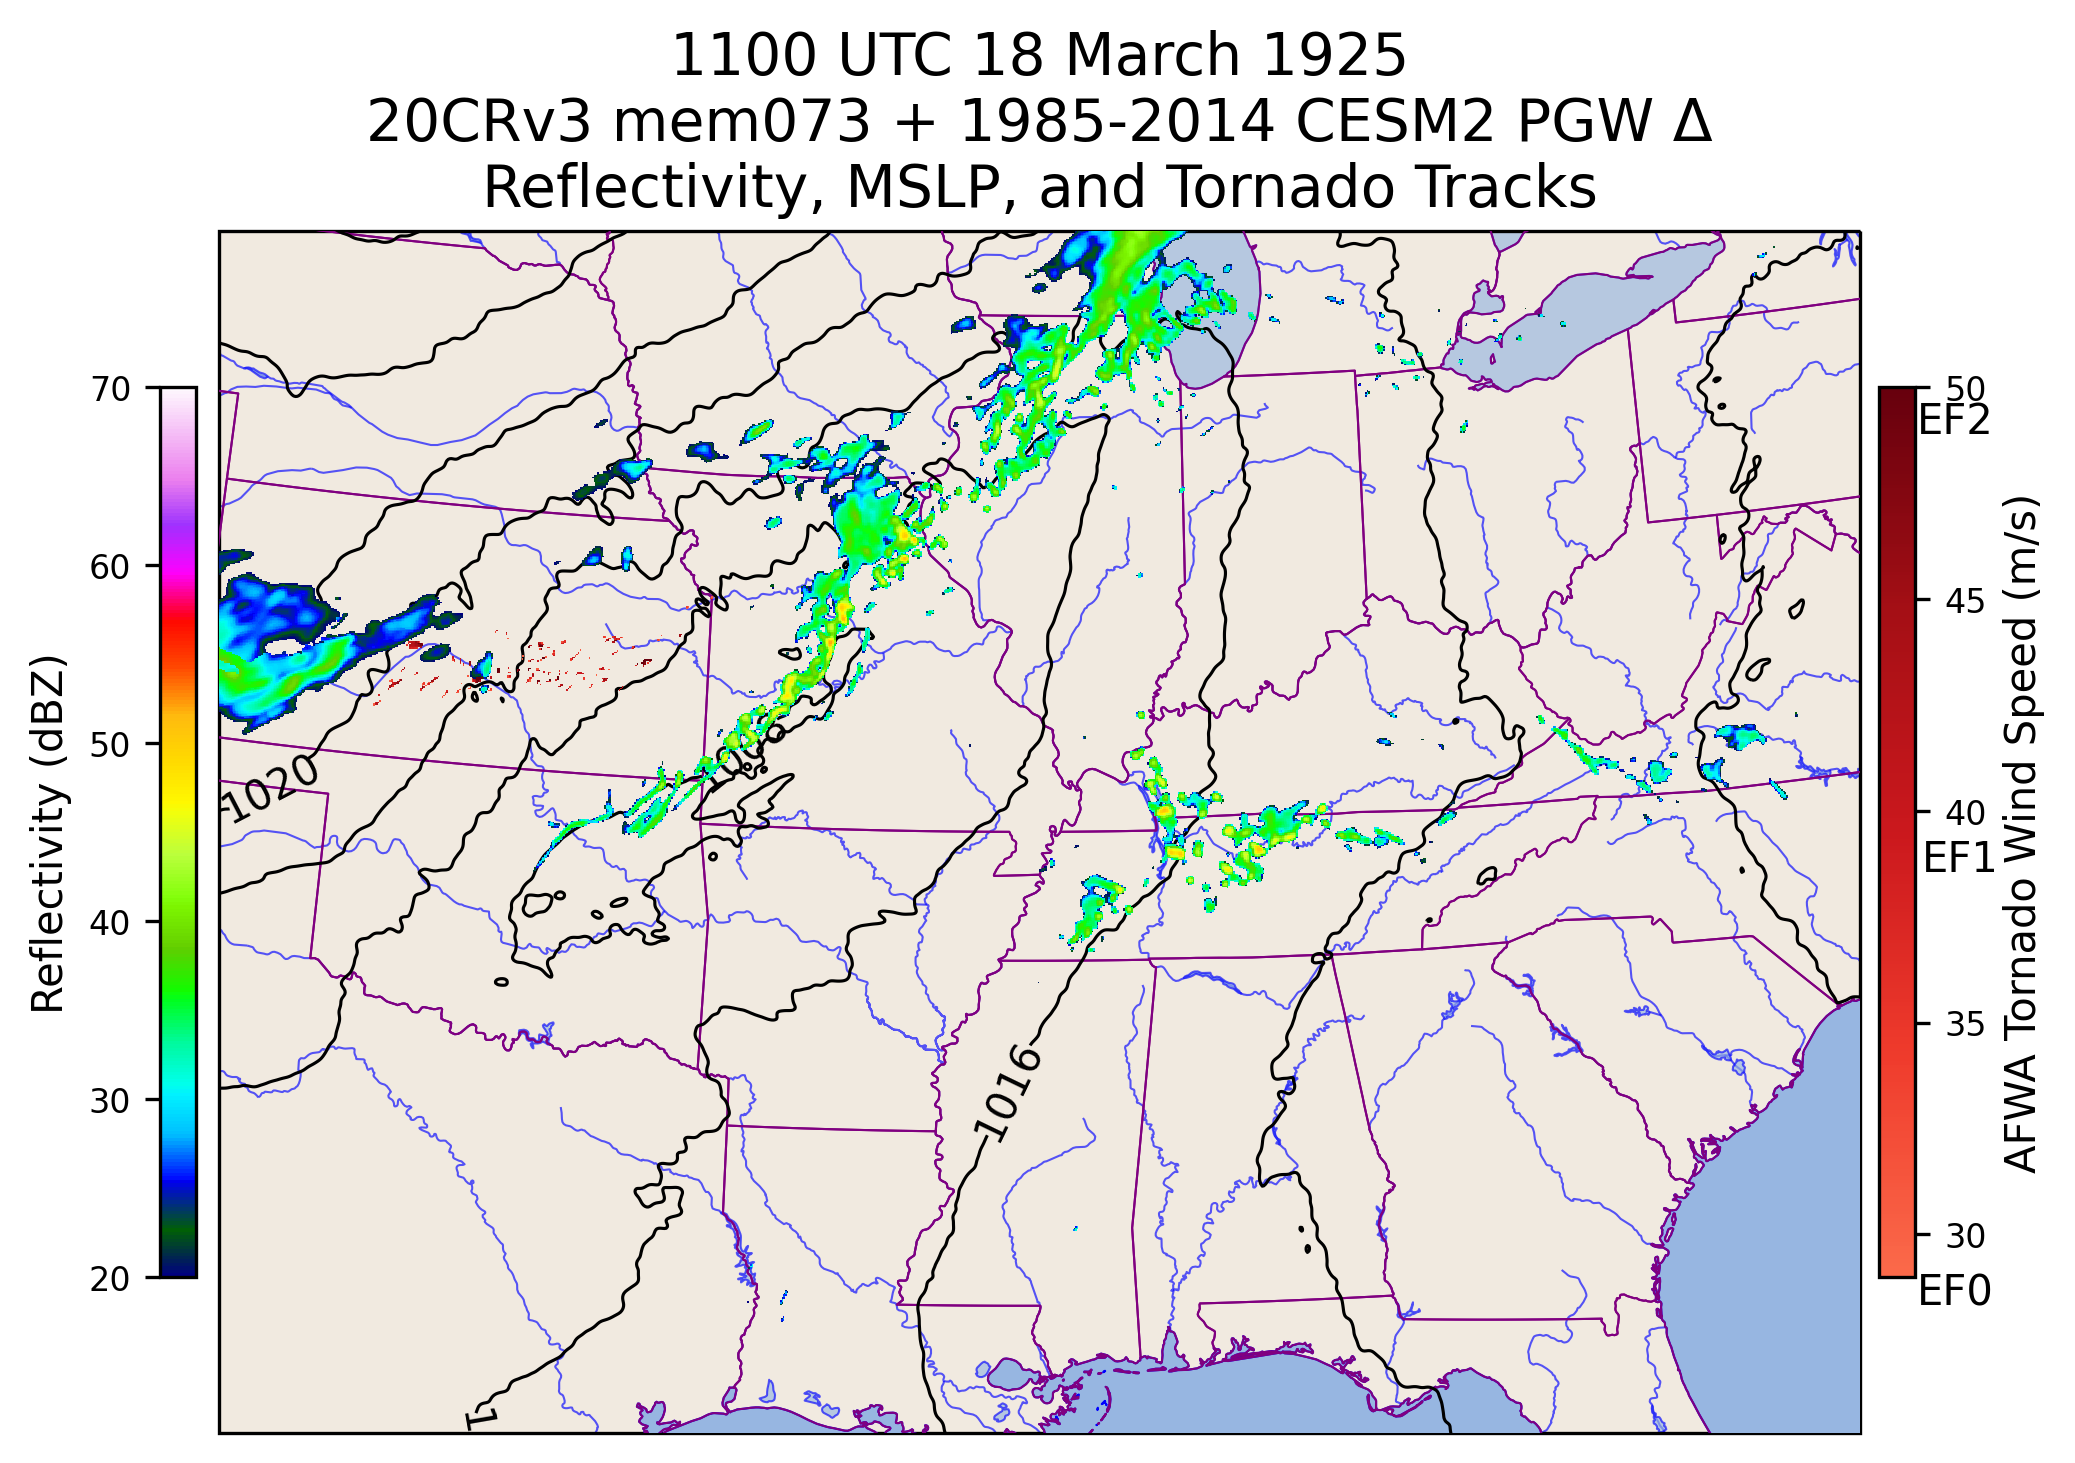 1100 UTC 18 March 1925
20CRv3 mem073 + 1985-2014 CESM2 PGW Δ
Reflectivity, MSLP, and Tornado Tracks
70
60
50
40
30
20
Reflectivity (dBZ)
1020
1016
1
50
EF2
45
40
EF1
35
30
EF0
AFWA Tornado Wind Speed (m/s)